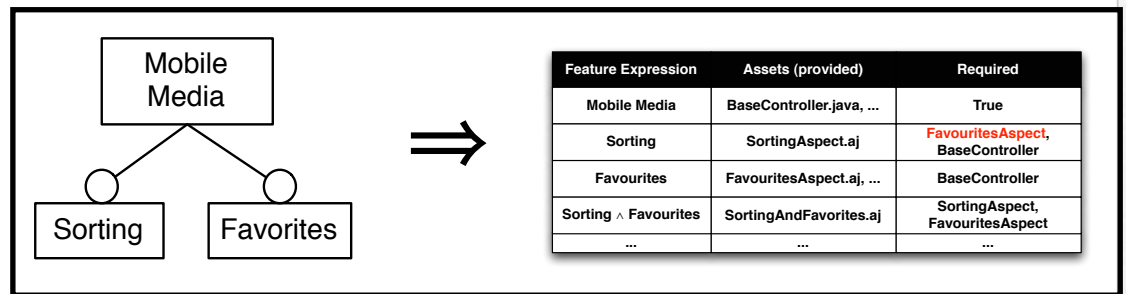 Mobile
Media
Sorting
Favorites
⇒
Feature Expression Assets (provided) Required
Mobile Media BaseController.java, ... True
Sorting SortingAspect.aj FavouritesAspect,
BaseController
Favourites FavouritesAspect.aj, ... BaseController
Sorting ∧ Favourites SortingAndFavorites.aj SortingAspect,
FavouritesAspect
... ... ...